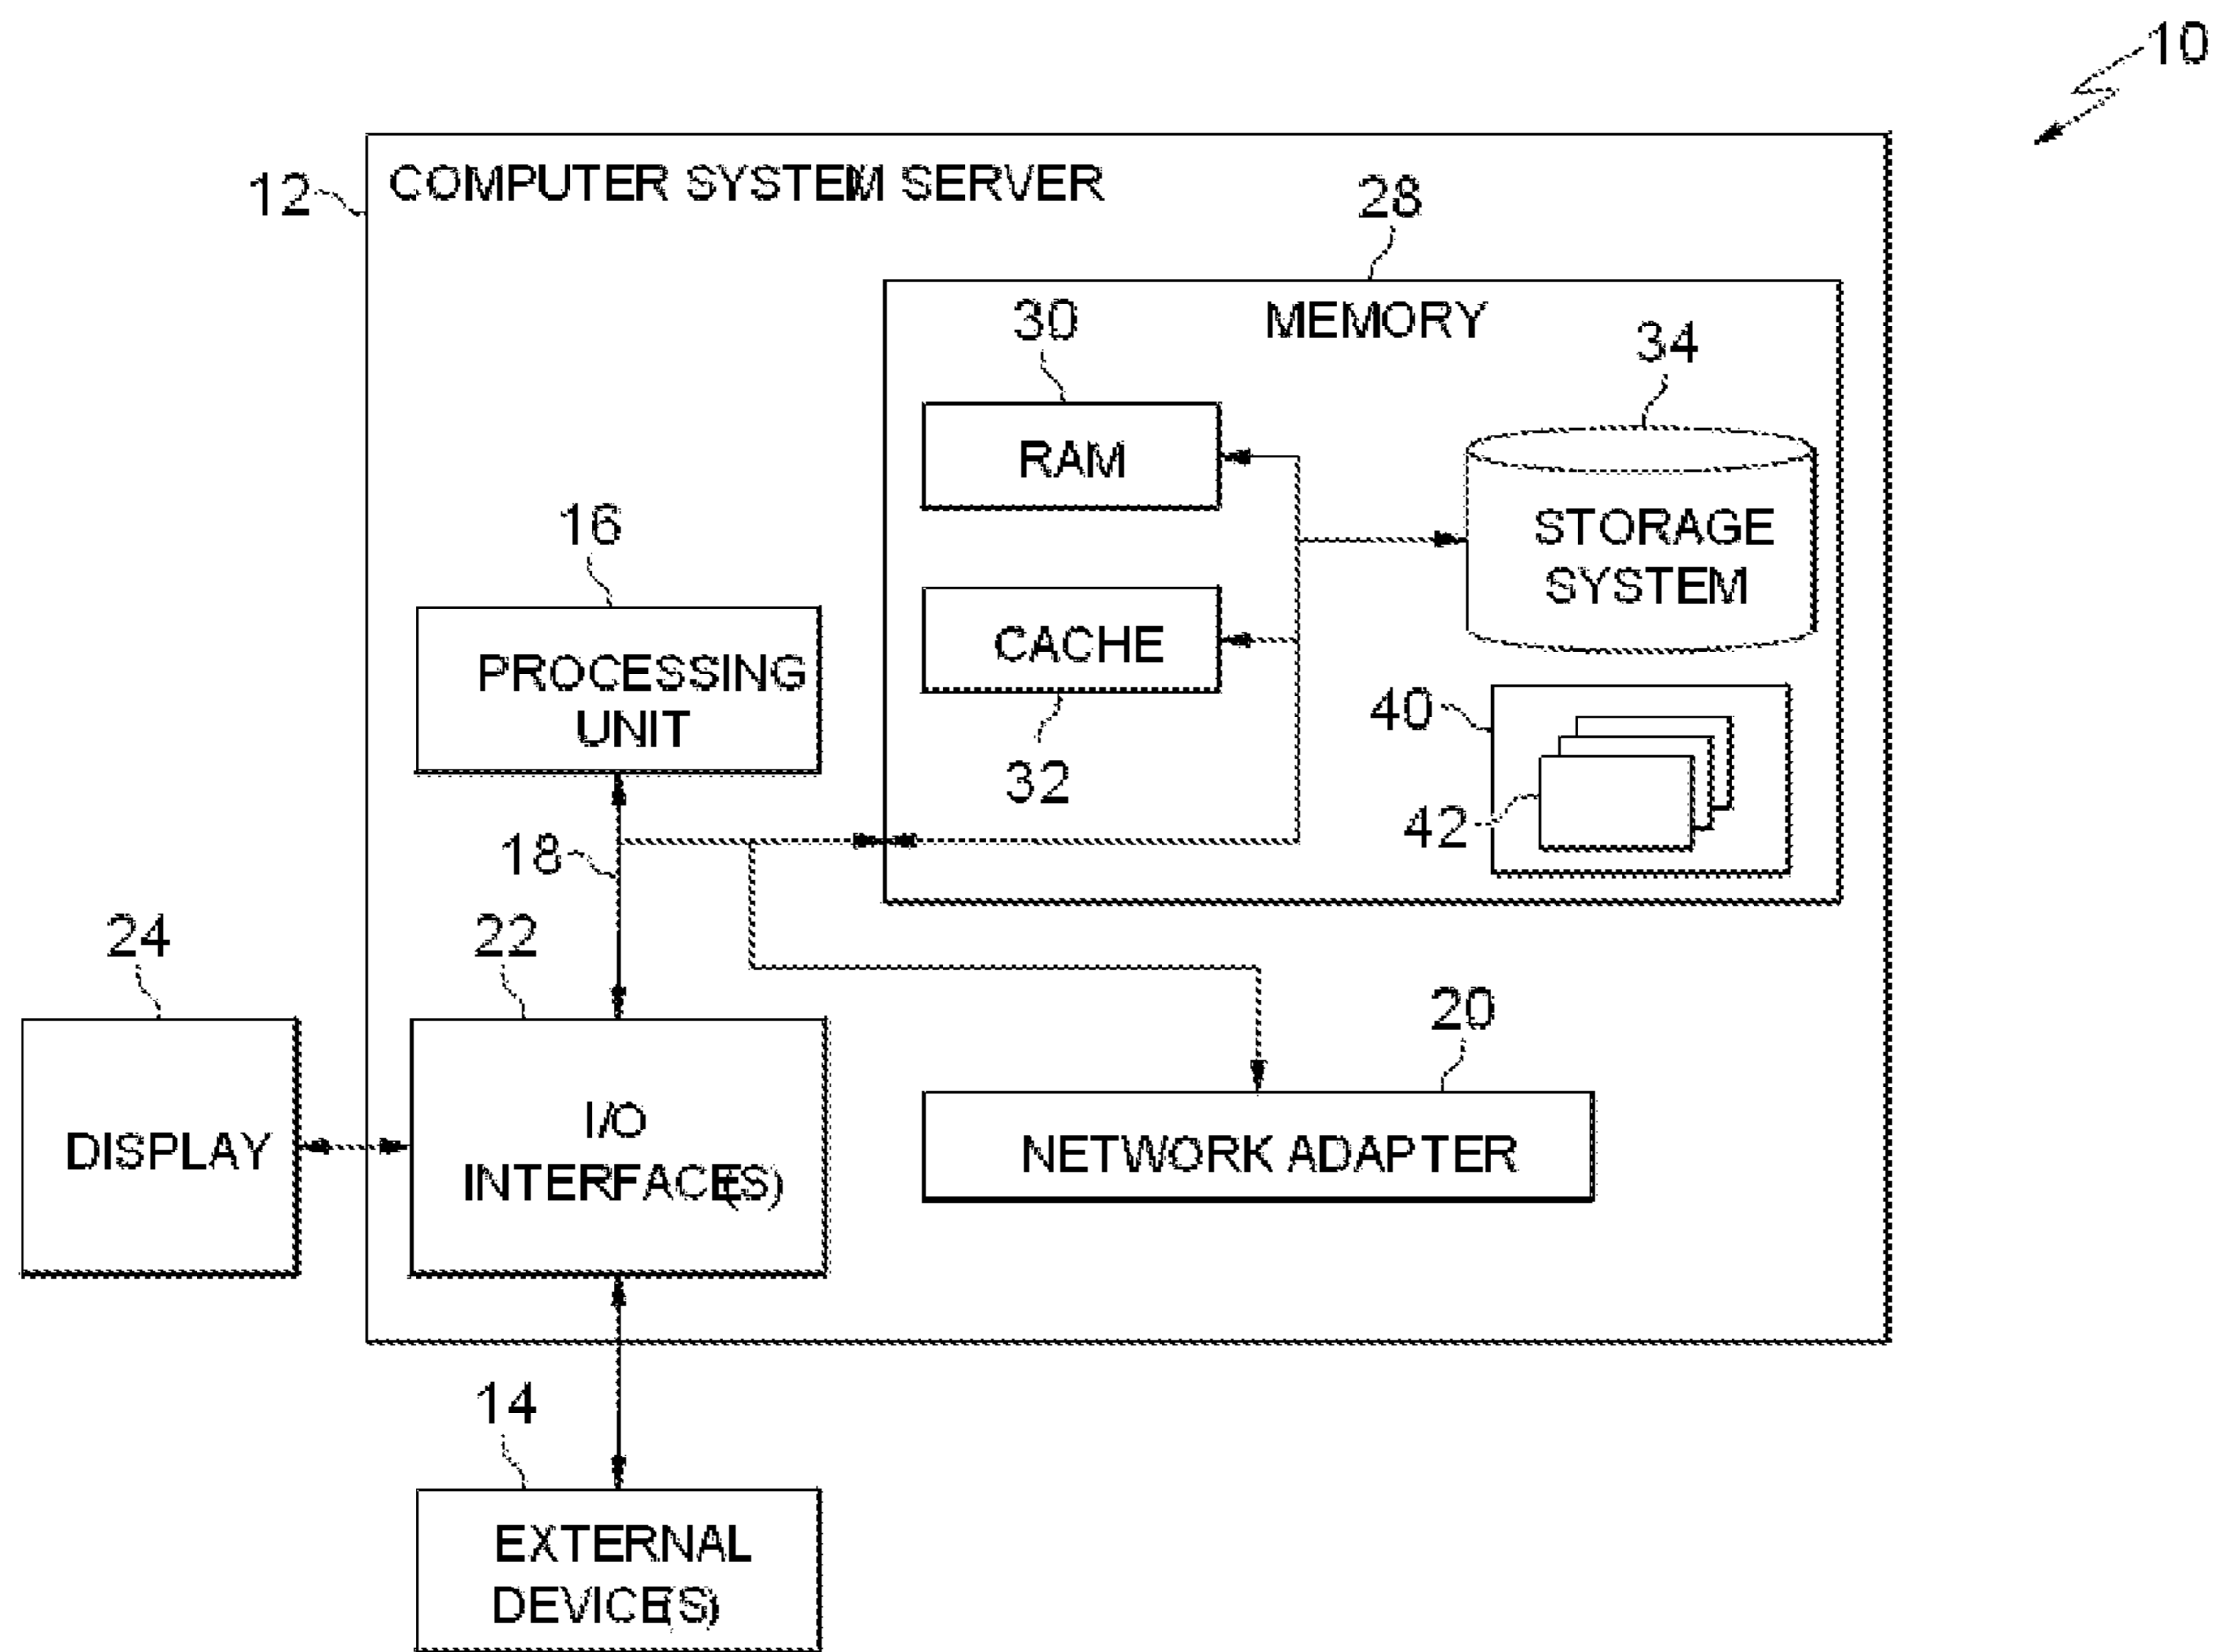 10
12
COMPUTER SYSTEM SERVER
28
MEMORY
30
34
RAM
STORAGE
SYSTEM
16
CACHE
PROCESSING
UNIT
32
40
42
18
24
22
20
DISPLAY
I/O
INTERFACE(S)
NETWORK ADAPTER
14
EXTERNAL
DEVICE(S)